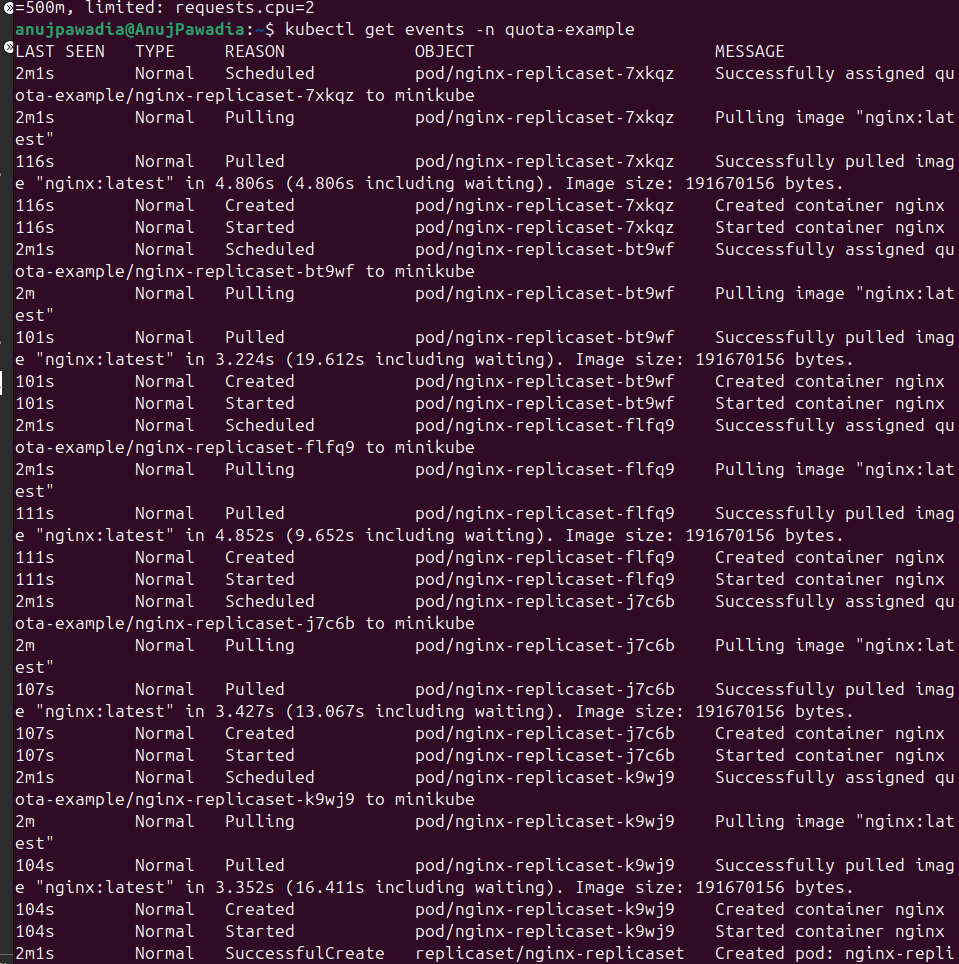 =500m, limited: requests.cpu=2
anujpawadia@AnujPawadia:~$ kubectl get events -n quota-example
LAST SEEN   TYPE     REASON             OBJECT                        MESSAGE
2m1s        Normal   Scheduled          pod/nginx-replicaset-7xkqz    Successfully assigned qu
ota-example/nginx-replicaset-7xkqz to minikube
2m1s        Normal   Pulling            pod/nginx-replicaset-7xkqz    Pulling image "nginx:lat
est"
116s        Normal   Pulled             pod/nginx-replicaset-7xkqz    Successfully pulled imag
e "nginx:latest" in 4.806s (4.806s including waiting). Image size: 191670156 bytes.
116s        Normal   Created            pod/nginx-replicaset-7xkqz    Created container nginx
116s        Normal   Started            pod/nginx-replicaset-7xkqz    Started container nginx
2m1s        Normal   Scheduled          pod/nginx-replicaset-bt9wf    Successfully assigned qu
ota-example/nginx-replicaset-bt9wf to minikube
2m          Normal   Pulling            pod/nginx-replicaset-bt9wf    Pulling image "nginx:lat
est"
101s        Normal   Pulled             pod/nginx-replicaset-bt9wf    Successfully pulled imag
e "nginx:latest" in 3.224s (19.612s including waiting). Image size: 191670156 bytes.
101s        Normal   Created            pod/nginx-replicaset-bt9wf    Created container nginx
101s        Normal   Started            pod/nginx-replicaset-bt9wf    Started container nginx
2m1s        Normal   Scheduled          pod/nginx-replicaset-flfq9    Successfully assigned qu
ota-example/nginx-replicaset-flfq9 to minikube
2m1s        Normal   Pulling            pod/nginx-replicaset-flfq9    Pulling image "nginx:lat
est"
111s        Normal   Pulled             pod/nginx-replicaset-flfq9    Successfully pulled imag
e "nginx:latest" in 4.852s (9.652s including waiting). Image size: 191670156 bytes.
111s        Normal   Created            pod/nginx-replicaset-flfq9    Created container nginx
111s        Normal   Started            pod/nginx-replicaset-flfq9    Started container nginx
2m1s        Normal   Scheduled          pod/nginx-replicaset-j7c6b    Successfully assigned qu
ota-example/nginx-replicaset-j7c6b to minikube
2m          Normal   Pulling            pod/nginx-replicaset-j7c6b    Pulling image "nginx:lat
est"
107s        Normal   Pulled             pod/nginx-replicaset-j7c6b    Successfully pulled imag
e "nginx:latest" in 3.427s (13.067s including waiting). Image size: 191670156 bytes.
107s        Normal   Created            pod/nginx-replicaset-j7c6b    Created container nginx
107s        Normal   Started            pod/nginx-replicaset-j7c6b    Started container nginx
2m1s        Normal   Scheduled          pod/nginx-replicaset-k9wj9    Successfully assigned qu
ota-example/nginx-replicaset-k9wj9 to minikube
2m          Normal   Pulling            pod/nginx-replicaset-k9wj9    Pulling image "nginx:lat
est"
104s        Normal   Pulled             pod/nginx-replicaset-k9wj9    Successfully pulled imag
e "nginx:latest" in 3.352s (16.411s including waiting). Image size: 191670156 bytes.
104s        Normal   Created            pod/nginx-replicaset-k9wj9    Created container nginx
104s        Normal   Started            pod/nginx-replicaset-k9wj9    Started container nginx
2m1s        Normal   SuccessfulCreate   replicaset/nginx-replicaset   Created pod: nginx-repli